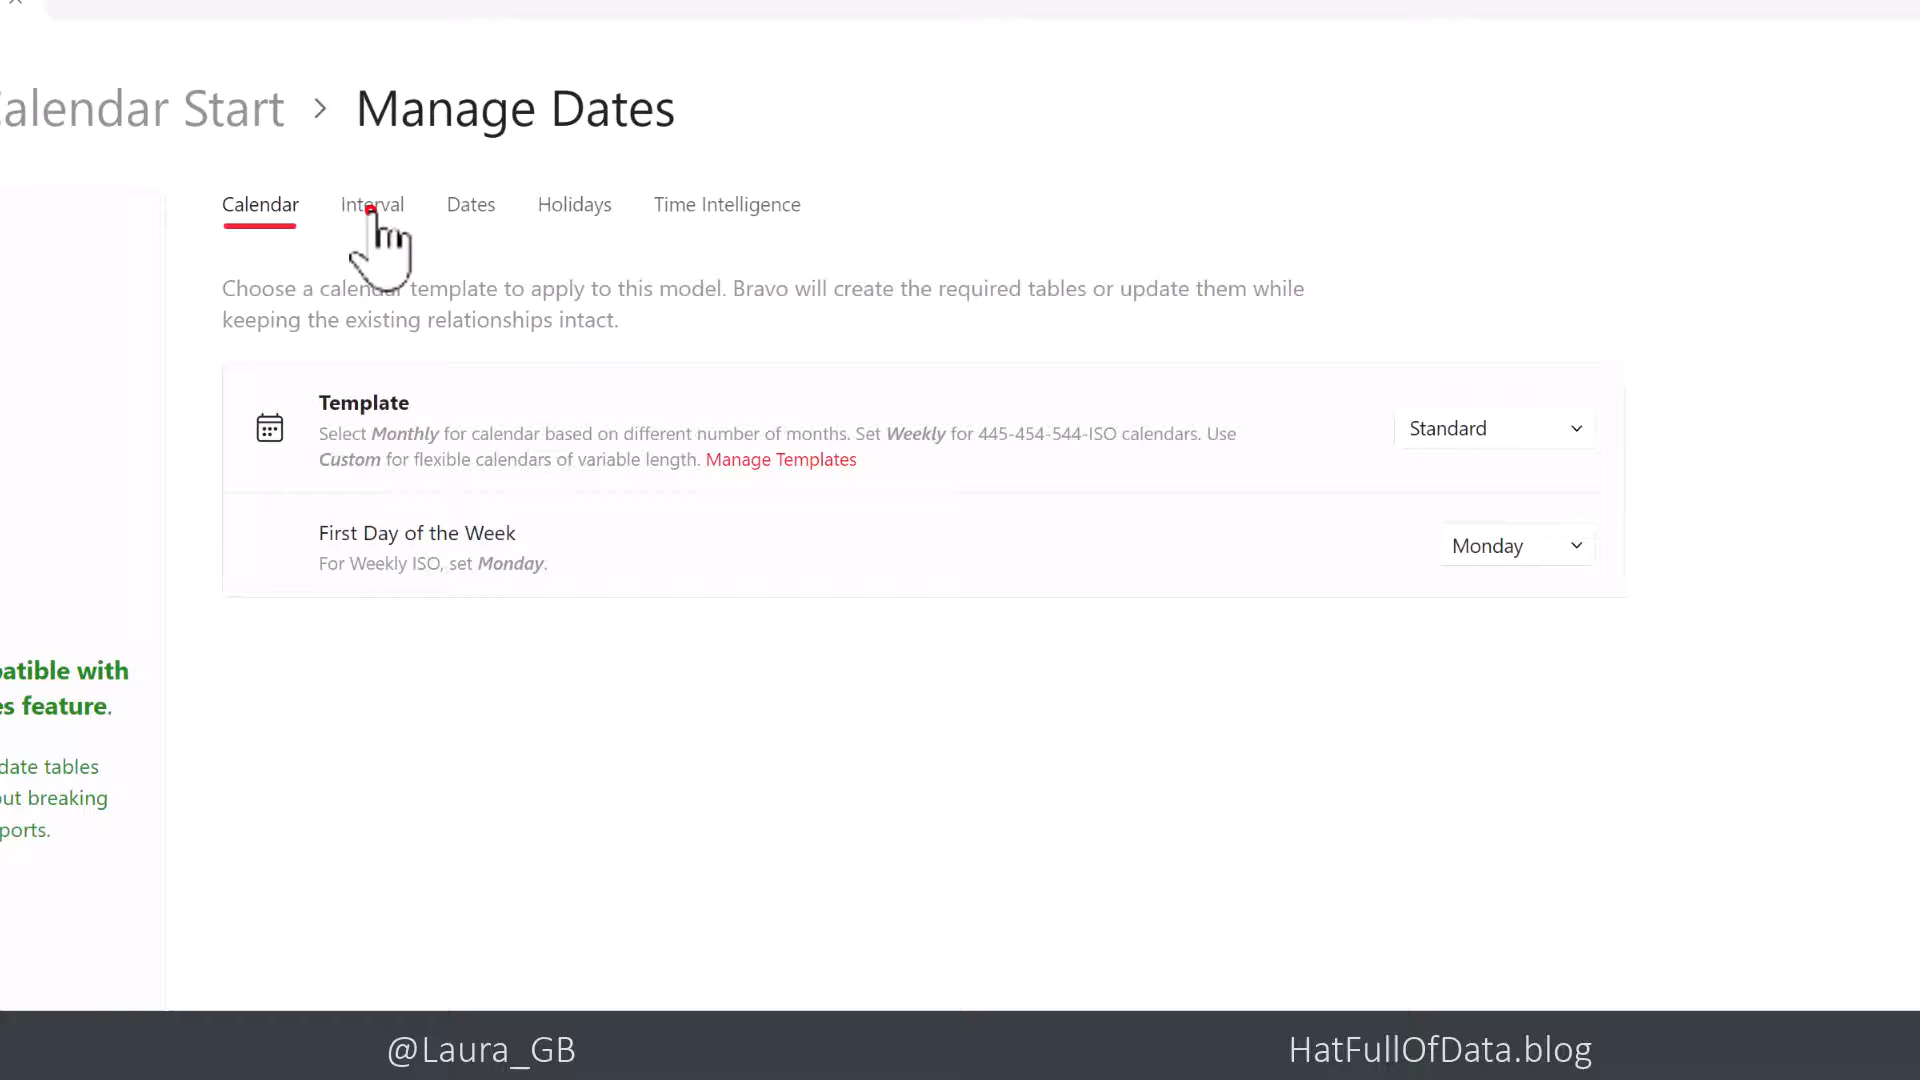 alendar Start > Manage Dates
Calendar Interval Dates Holidays Time Intelligence
Choose a calendar template to apply to this model. Bravo will create the required tables or update them while
keeping the existing relationships intact.
Template
Select Monthly for calendar based on different number of months. Set Weekly for 445-454-544-ISO calendars. Use
Custom for flexible calendars of variable length. Manage Templates
Standard
First Day of the Week
For Weekly ISO, set Monday.
Monday
patible with
es feature.
date tables
out breaking
ports.
@Laura_GB
HatFullOfData.blog